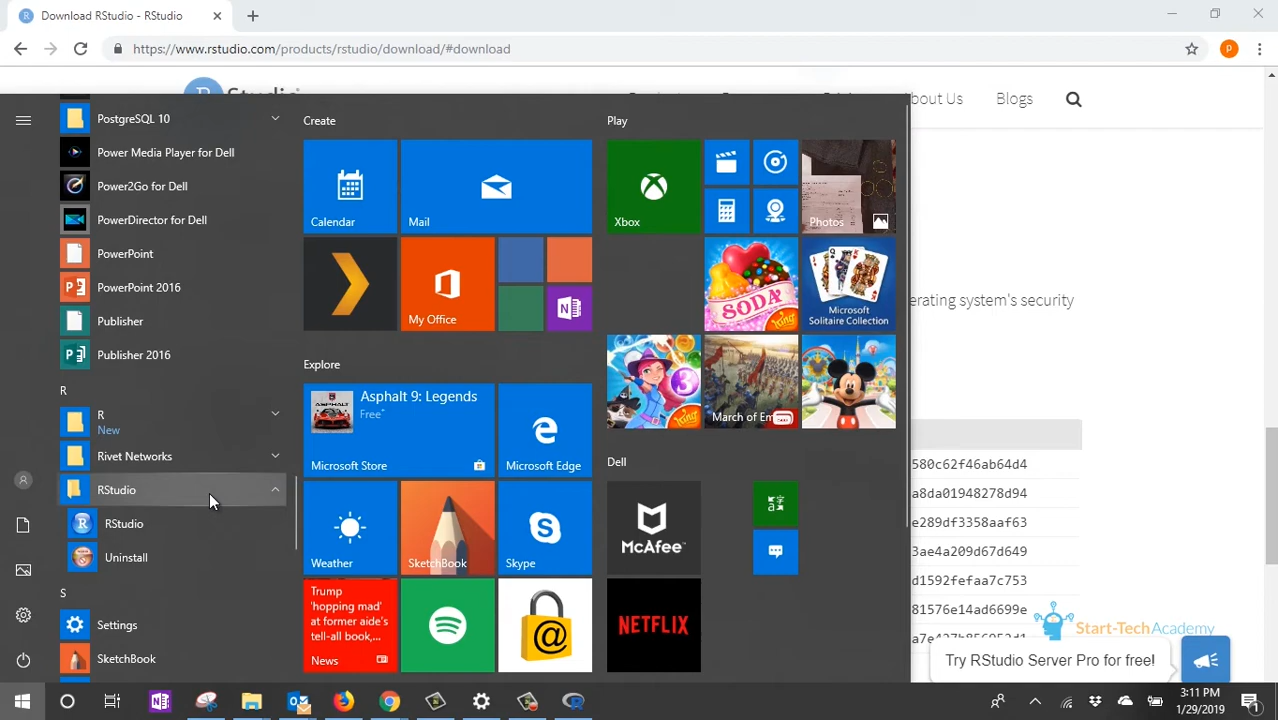 Download RStudio - RStudio
https://www.rstudio.com/products/rstudio/download/#download
P
bout Us
Blogs
PostgreSQL 10
Power Media Player for Dell
Power2Go for Dell
PowerDirector for Dell
PowerPoint
PowerPoint 2016
Publisher
Publisher 2016
R
R
New
Rivet Networks
RStudio
RStudio
Uninstall
S
Settings
SketchBook
Create
Calendar
Mail
My Office
Explore
Asphalt 9: Legends
Free+
Microsoft Store
Microsoft Edge
Weather
SketchBook
Skype
Trump
'hopping mad'
at former aide's
tell-all book,...
News
Play
Xbox
Photos
SODA
King
Microsoft
Solitaire Collection
King
March of Em
Dell
McAfee
NETFLIX
erating system's security
580c62f46ab64d4
a8da01948278d94
e289df3358aaf63
3ae4a209d67d649
d1592fefaa7c753
81576e14ad6699e
Start-Tech Academy
Try RStudio Server Pro for free!
3:11 PM
1/29/2019
1